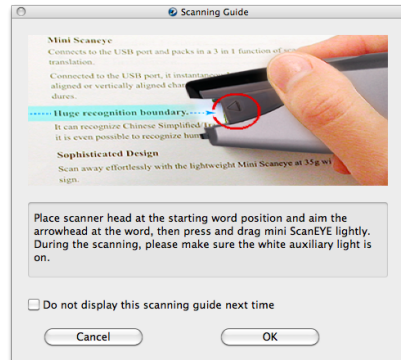 Scanning Guide
Mini Scaneye
Connects to the USB port and packs in a 3 in 1 function of
translation.
Connected to the USB port, it
aligned or vertically aligned
dures.
Huge recognition boundary.
It can recognize Chinese Simplified/
it is even possible to recognize
Sophisticated Design
Scan away effortlessly with the lightweight Mini Scaneye at 35g
sign.
Place scanner head at the starting word position and aim the
arrowhead at the word, then press and drag mini ScanEYE lightly.
During the scanning, please make sure the white auxiliary light is
on.
Do not display this scanning guide next time
Cancel OK